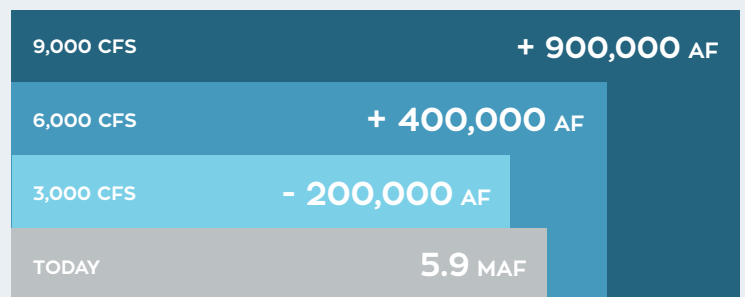 9,000 CFS + 900,000 AF
6,000 CFS + 400,000 AF
3,000 CFS - 200,000 AF
TODAY 5.9 MAF